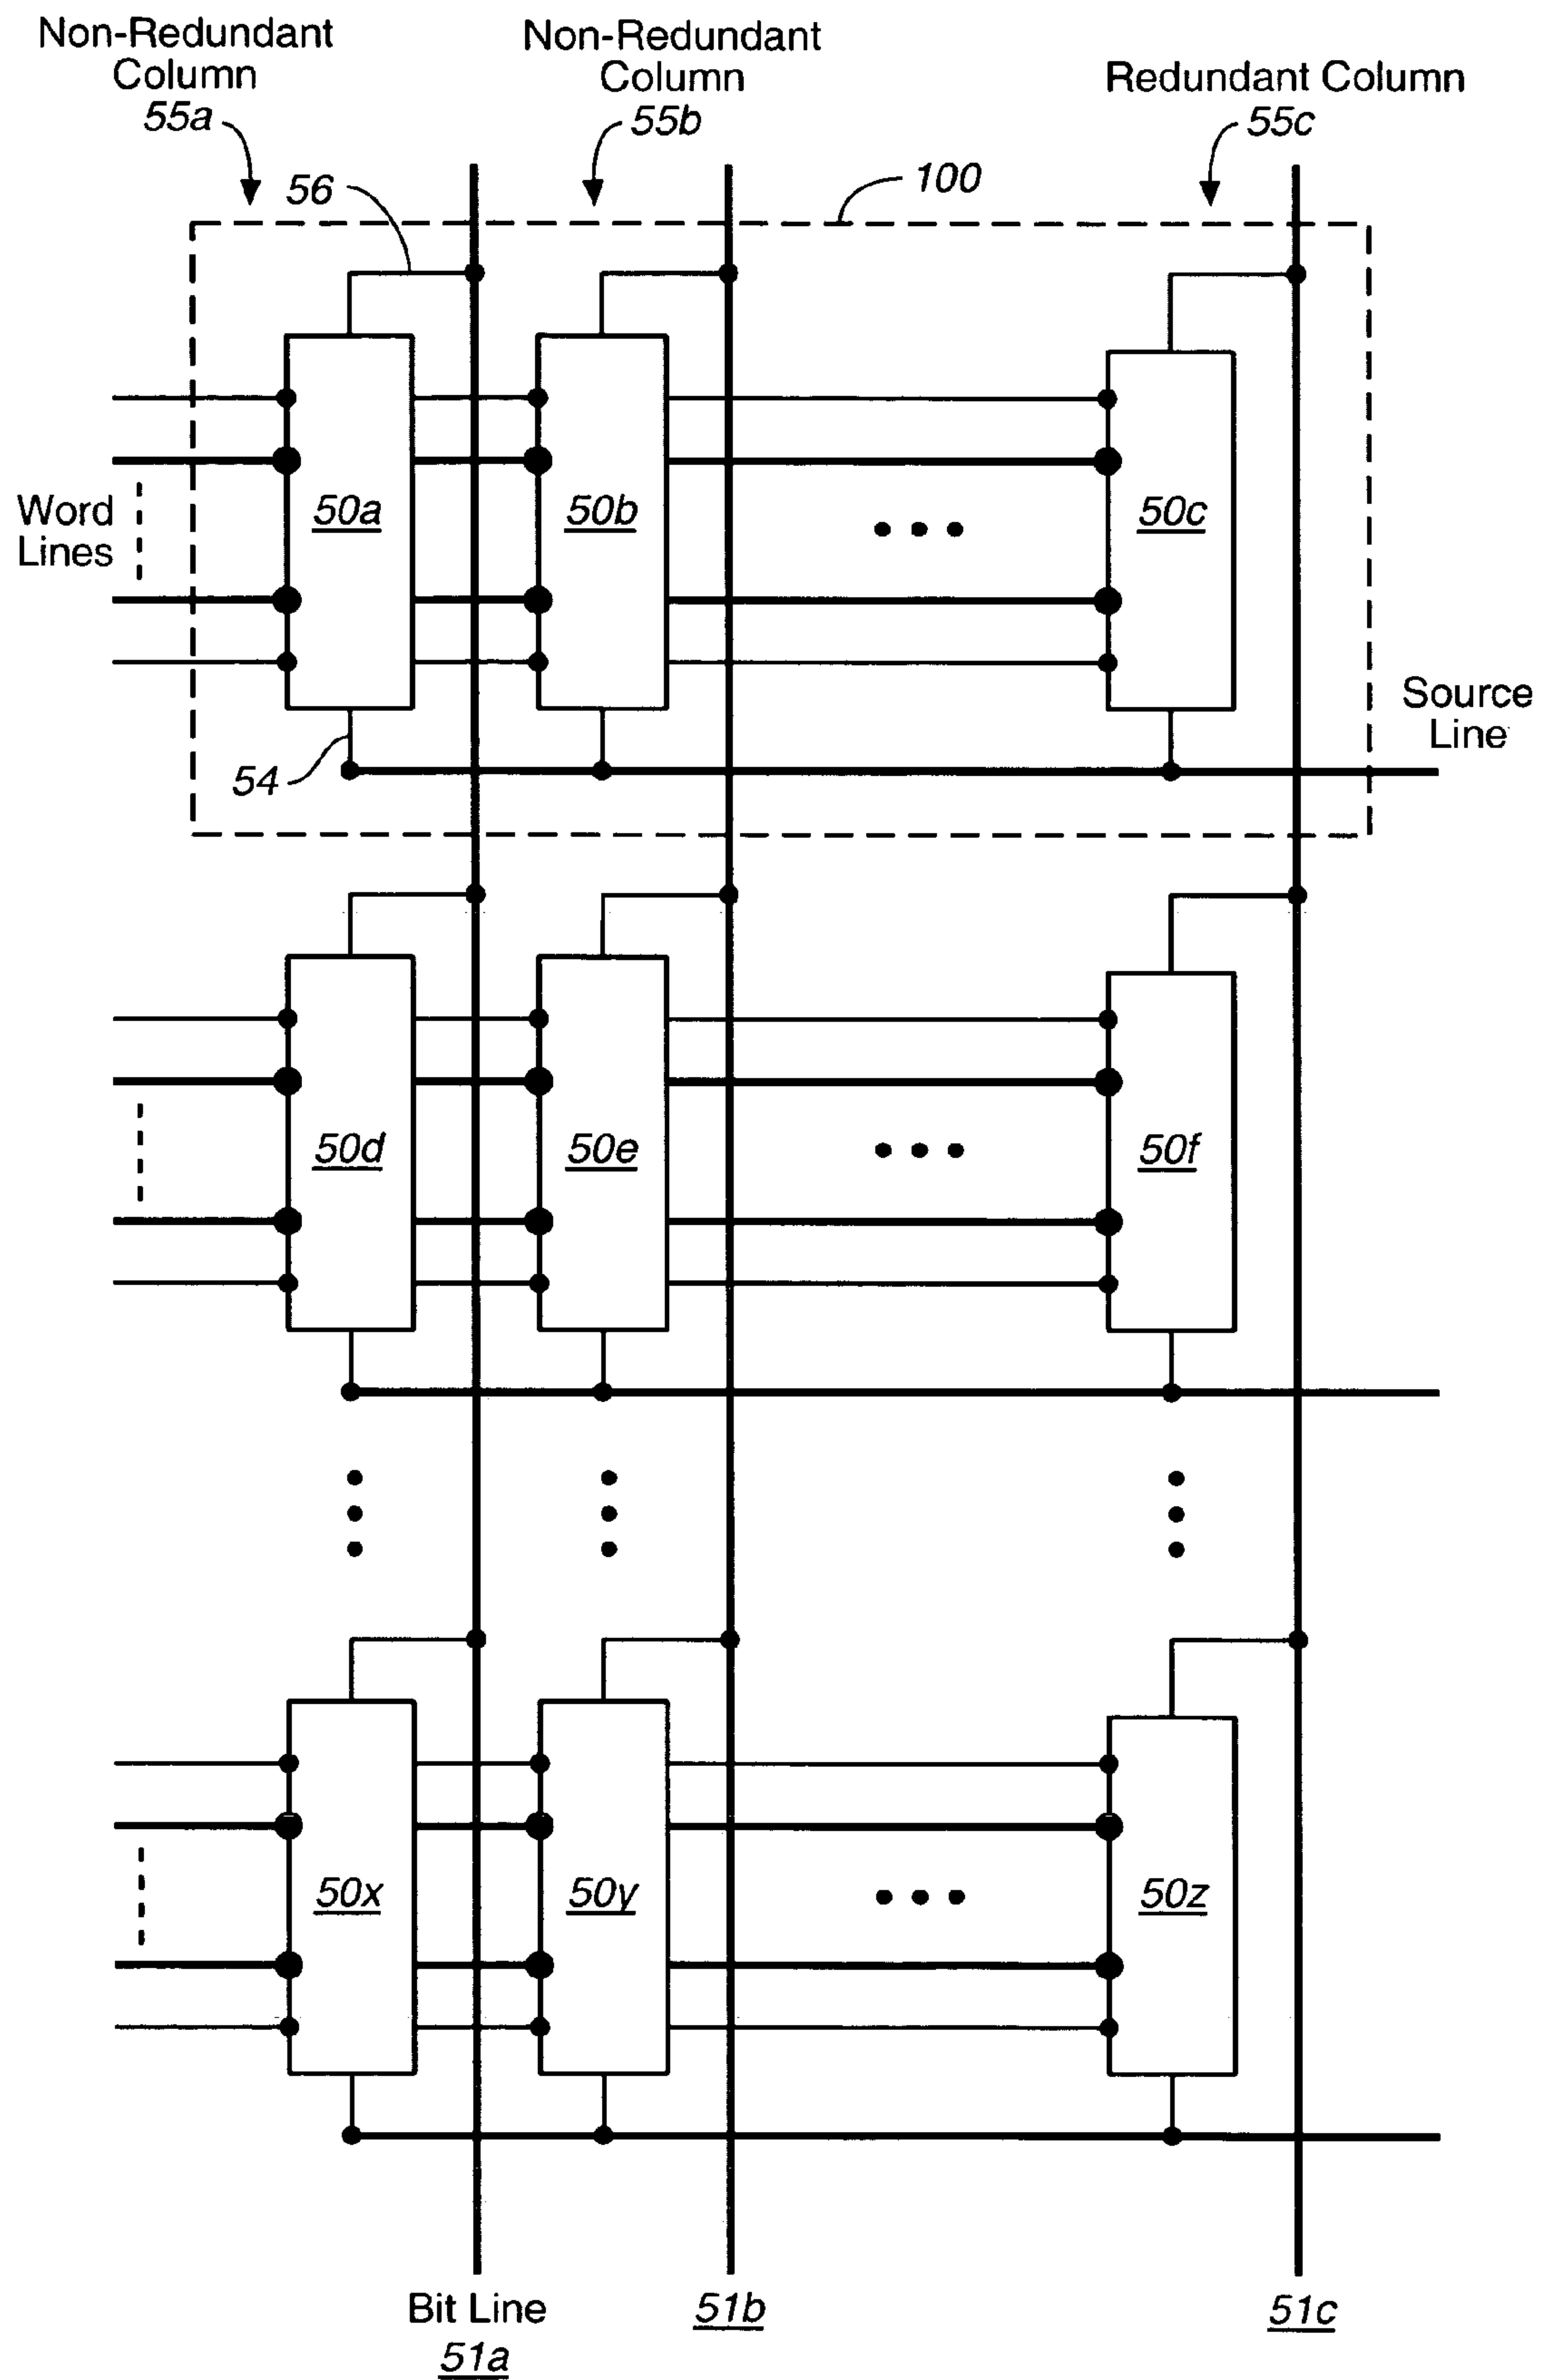 Non-Redundant
Column
55a
Non-Redundant
Column
55b
Redundant Column
55c
56
100
Word
Lines
50a
50b
50c
Source
Line
54
50d
50e
50f
50x
50y
50z
Bit Line
51a
51b
51c